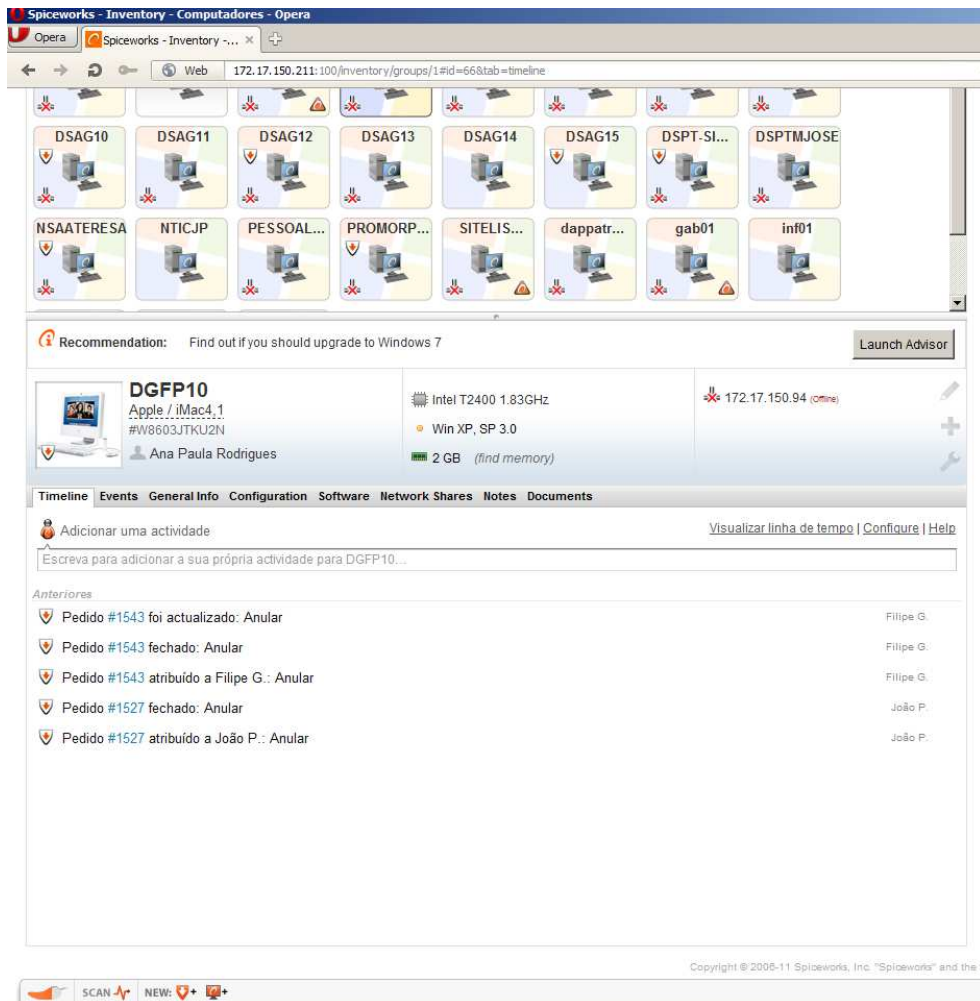 Spiceworks - Inventory - Computadores - Opera
Opera
Spiceworks - Inventory -...
Web
172.17.150.211:100/inventory/groups/1#id=66&tab=timeline
DSAG10
DSAG11
DSAG12
DSAG13
DSAG14
DSAG15
DSPT-SI...
DSPTMJOSE
NSAATERESA
NTICJP
PESSOAL...
PROMORP...
SITELIS...
dappatr...
gab01
inf01
Recommendation: Find out if you should upgrade to Windows 7
Launch Advisor
DGFP10
Apple / iMac4,1
#W8603JTKU2N
Ana Paula Rodrigues
Intel T2400 1.83GHz
Win XP, SP 3.0
2 GB (find memory)
172.17.150.94 (Offline)
Timeline Events General Info Configuration Software Network Shares Notes Documents
Adicionar uma actividade
Visualizar linha de tempo | Configure | Help
Escreva para adicionar a sua própria actividade para DGFP10...
Anteriores
Pedido #1543 foi actualizado: Anular Filipe G.
Pedido #1543 fechado: Anular Filipe G.
Pedido #1543 atribuído a Filipe G.: Anular Filipe G.
Pedido #1527 fechado: Anular João P.
Pedido #1527 atribuído a João P.: Anular João P.
Copyright © 2006-11 Spiceworks, Inc. "Spiceworks" and the
SCAN NEW: